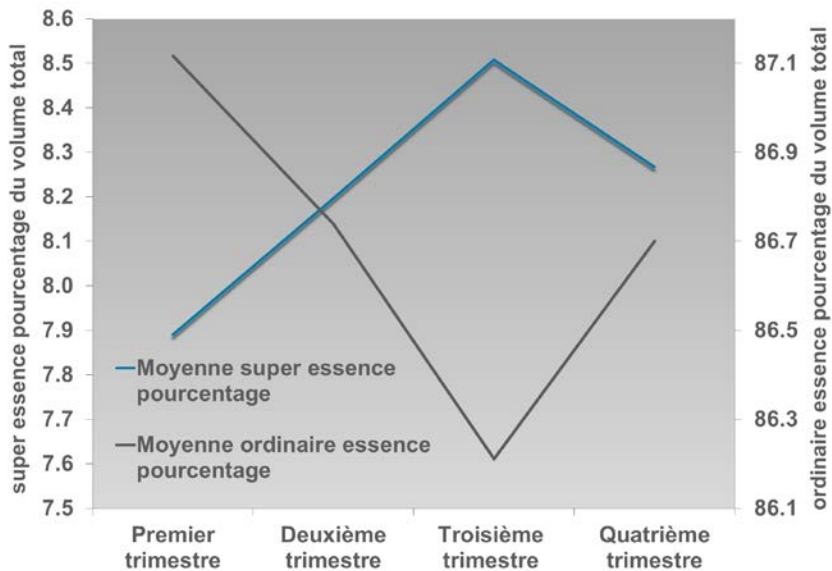 super essence pourcentage du volume total
8.6
8.5
8.4
8.3
8.2
8.1
8.0
7.9
7.8
7.7
7.6
7.5
Moyenne super essence
pourcentage
Moyenne ordinaire essence
pourcentage
87.1
86.9
86.7
86.5
86.3
86.1
ordinaire essence pourcentage du volume total
Premier
trimestre
Deuxième
trimestre
Troisième
trimestre
Quatrième
trimestre